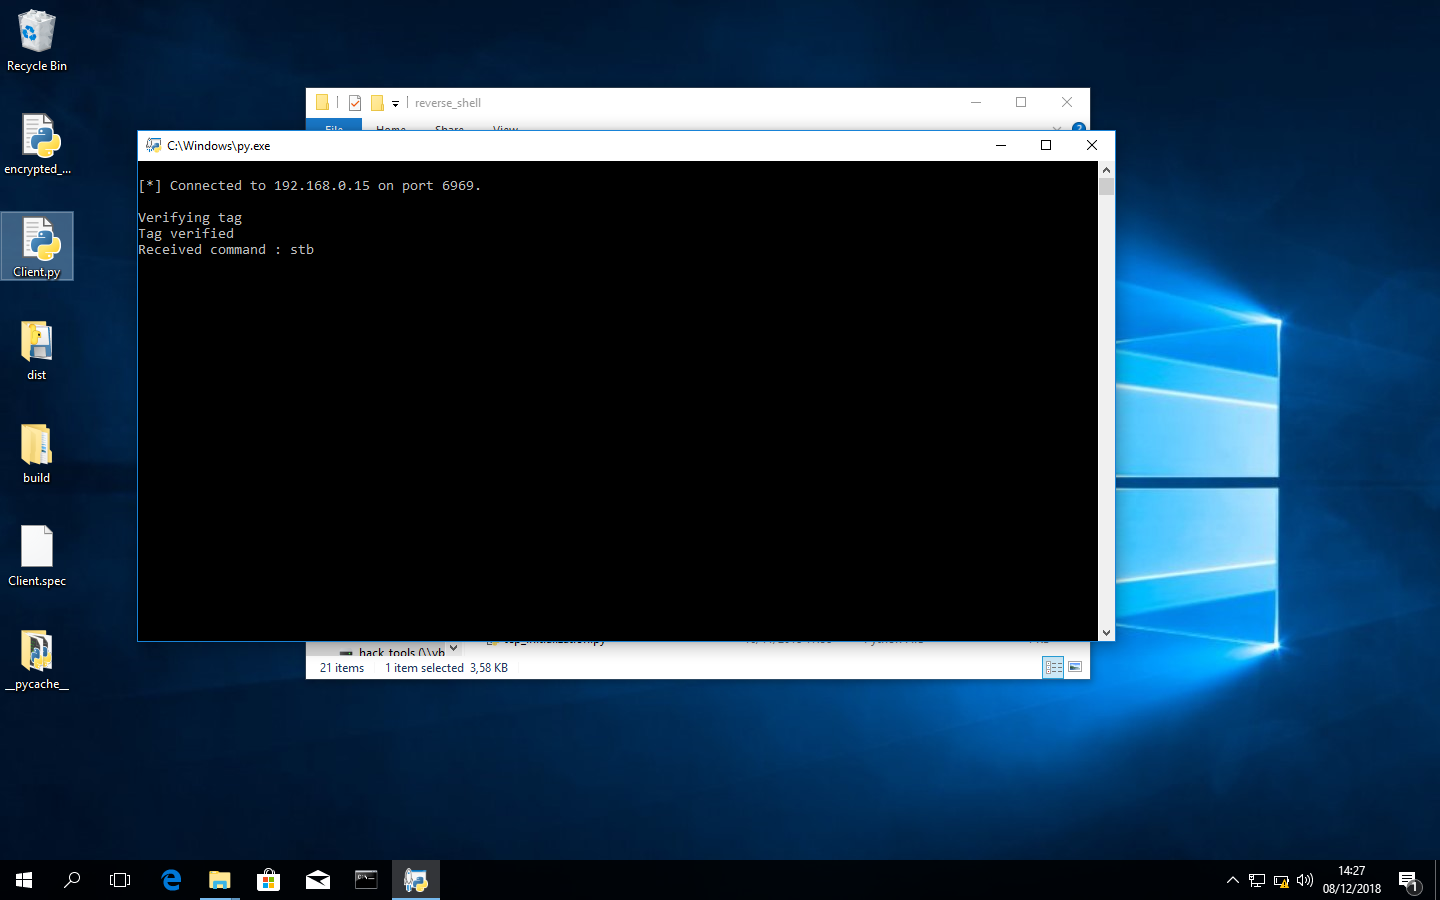 Recycle Bin
encrypted_...
Client.py
dist
build
Client.spec
__pycache__
reverse_shell
File Home Share View
C:\Windows\py.exe
[*] Connected to 192.168.0.15 on port 6969.
Verifying tag
Tag verified
Received command : stb
hack_tools (\\vb
21 items 1 item selected 3,58 KB
14:27
08/12/2018
1